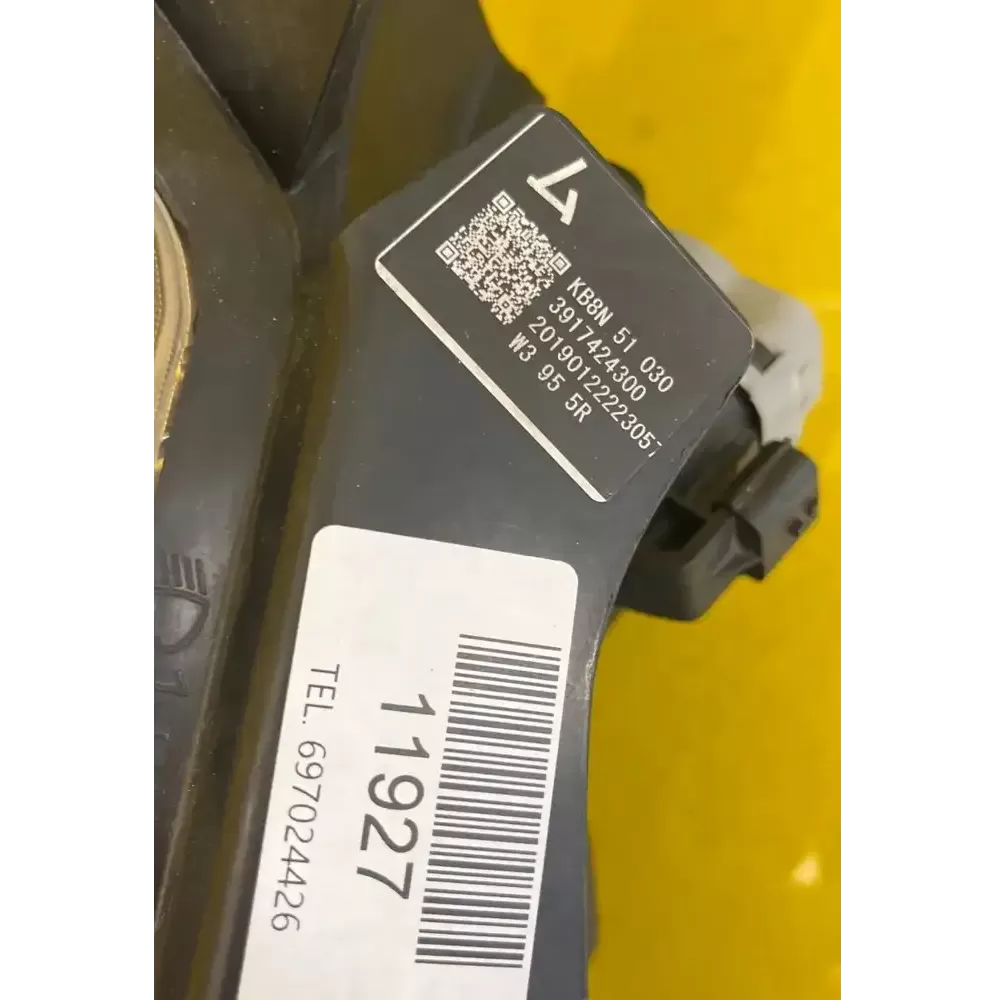 KB8N 51 030
3917424300
20190122223057
W3 95 5R
11927
TEL. 697024426